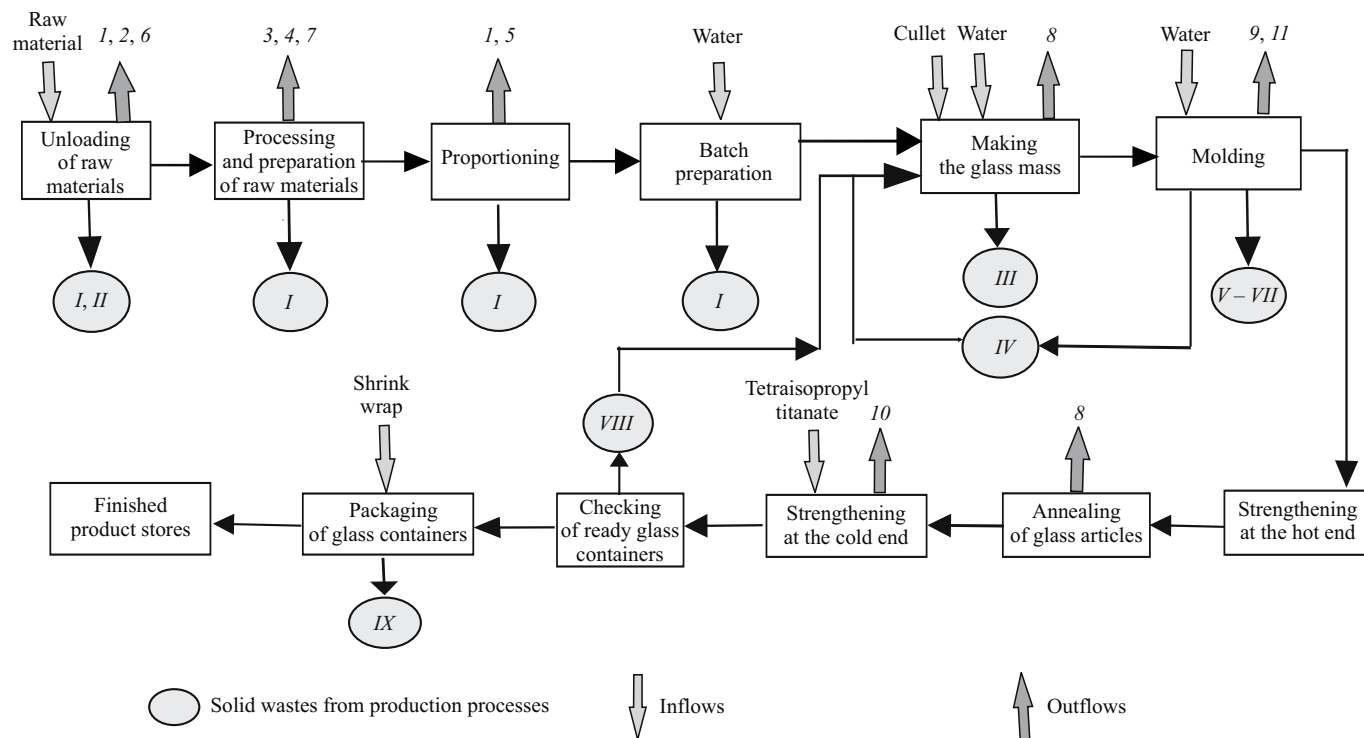 Raw
material
1, 2, 6
3, 4, 7
1, 5
Water
Cullet
Water
8
Water
9, 11
Unloading
of raw
materials
Processing
and preparation
of raw materials
Proportioning
Batch
preparation
Making
the glass mass
Molding
I, II
I
I
I
III
V – VII
IV
Shrink
wrap
VIII
Tetraisopropyl
titanate
10
8
Finished
product stores
Packaging
of glass containers
Checking
of ready glass
containers
Strengthening
at the cold end
Annealing
of glass articles
Strengthening
at the hot end
IX
Solid wastes from production processes
Inflows
Outflows